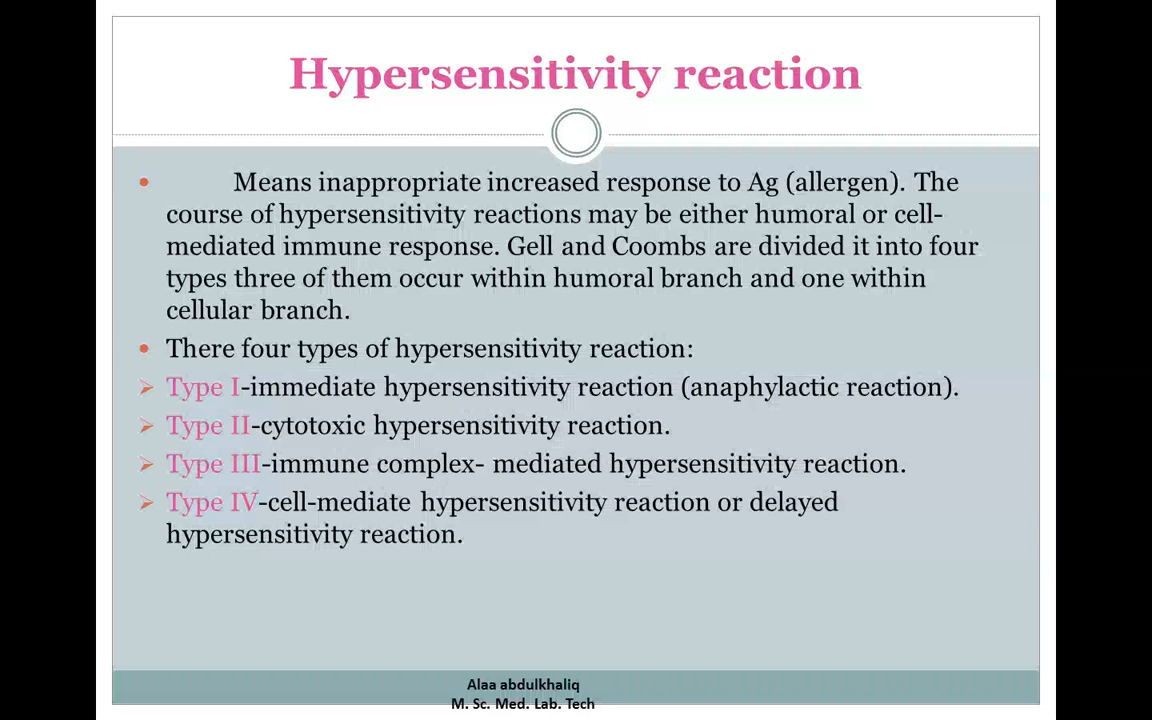 Hypersensitivity reaction
Means inappropriate increased response to Ag (allergen). The
course of hypersensitivity reactions may be either humoral or cell-
mediated immune response. Gell and Coombs are divided it into four
types three of them occur within humoral branch and one within
cellular branch.
There four types of hypersensitivity reaction:
Type I-immediate hypersensitivity reaction (anaphylactic reaction).
Type II-cytotoxic hypersensitivity reaction.
Type III-immune complex- mediated hypersensitivity reaction.
Type IV-cell-mediate hypersensitivity reaction or delayed
hypersensitivity reaction.
Alaa abdulkhaliq
M. Sc. Med. Lab. Tech